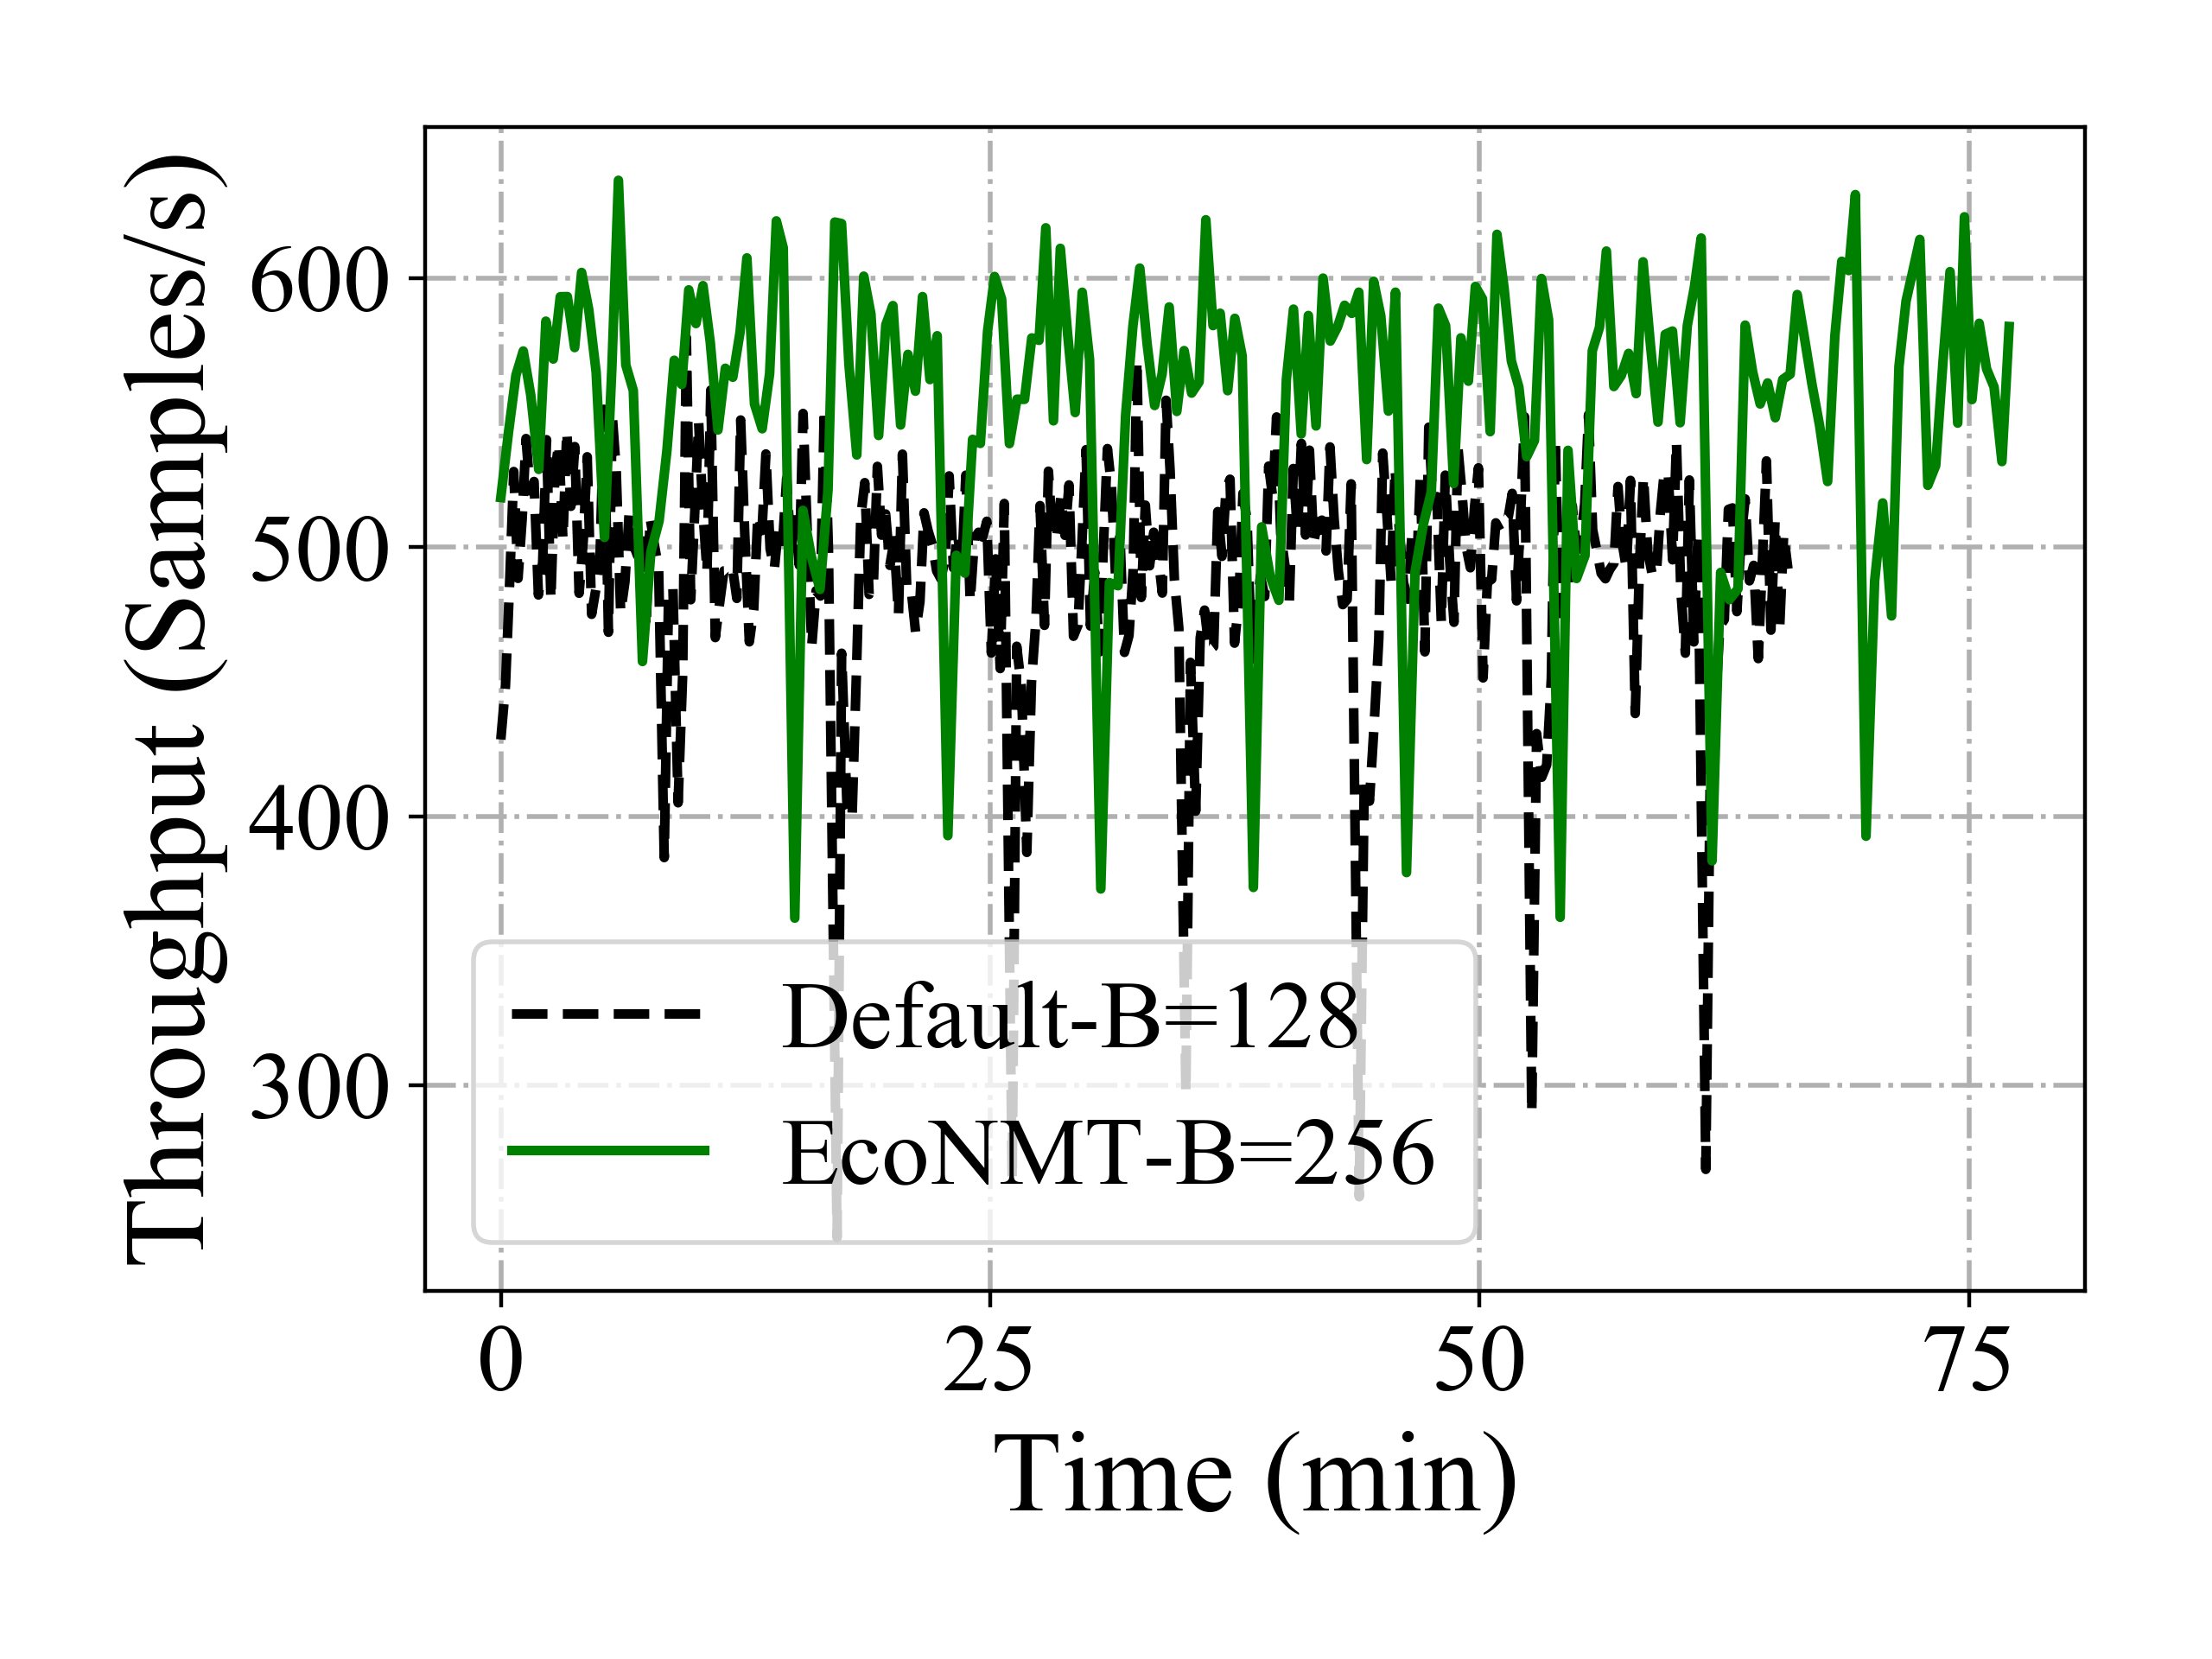 Throughput (Samples/s)
600
500
400
300
Default-B=128
EcoNMT-B=256
0 25 50 75
Time (min)